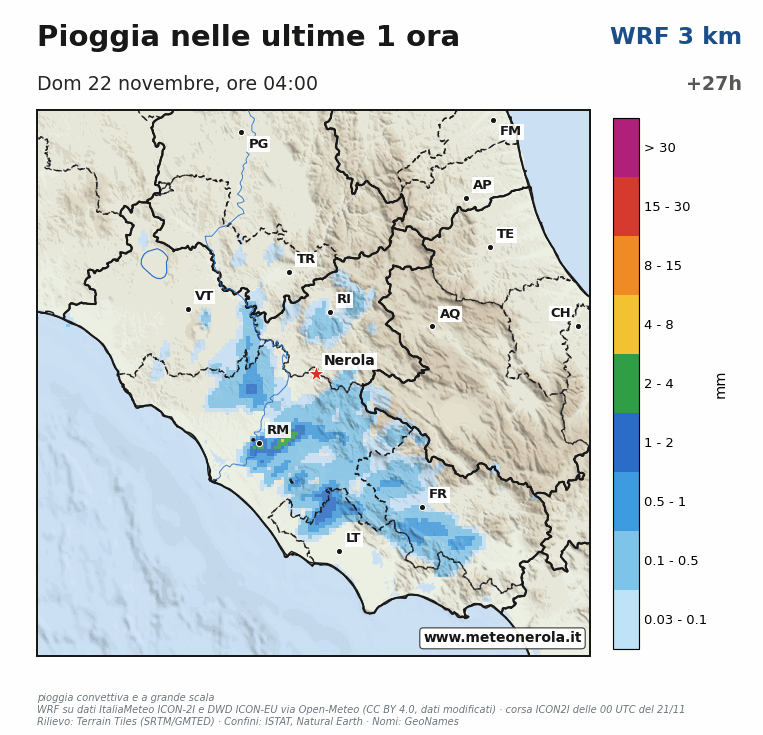 Pioggia nelle ultime 1 ora
WRF 3 km
Dom 22 novembre, ore 04:00
+27h
FM
PG
AP
TE
TR
VT
RI
AQ
CH
Nerola
RM
FR
LT
www.meteonerola.it
> 30
15 - 30
8 - 15
4 - 8
2 - 4
1 - 2
0.5 - 1
0.1 - 0.5
0.03 - 0.1
mm
pioggia convettiva e a grande scala
WRF su dati ItaliaMeteo ICON-2I e DWD ICON-EU via Open-Meteo (CC BY 4.0, dati modificati) · corsa ICON2I delle 00 UTC del 21/11
Rilievo: Terrain Tiles (SRTM/GMTED) · Confini: ISTAT, Natural Earth · Nomi: GeoNames